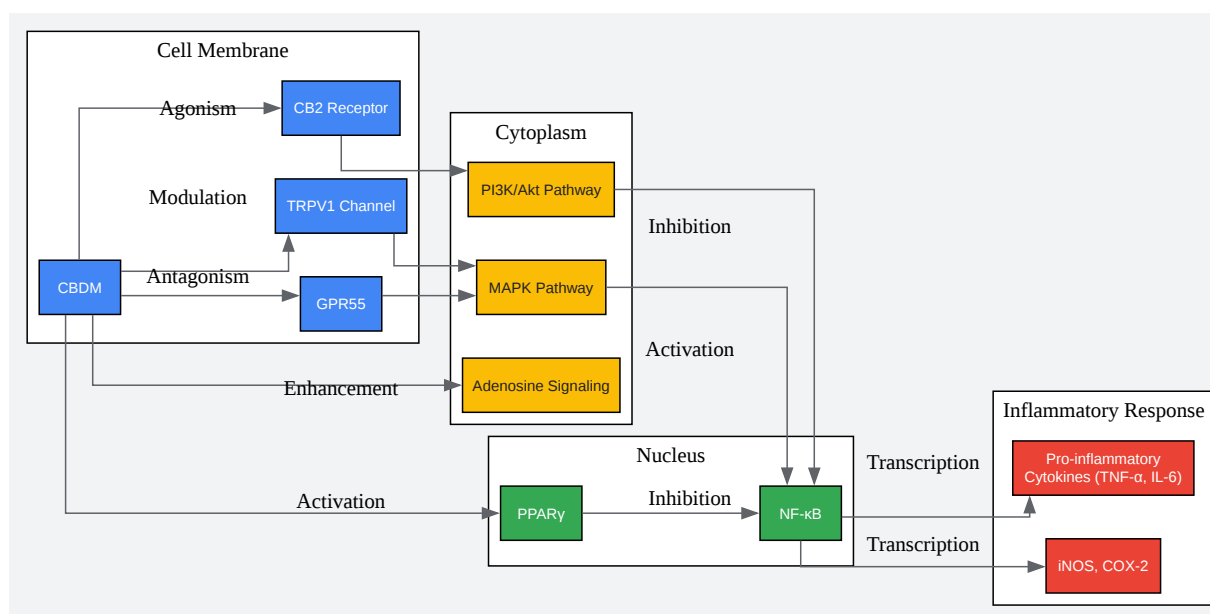 Cell Membrane
Agonism
CB2 Receptor
Modulation
TRPV1 Channel
CBDM
Antagonism
GPR55
Enhancement
Activation
Cytoplasm
PI3K/Akt Pathway
MAPK Pathway
Adenosine Signaling
Inhibition
Activation
Nucleus
PPARγ
Inhibition
NF-κB
Transcription
Transcription
Inflammatory Response
Pro-inflammatory
Cytokines (TNF-α, IL-6)
iNOS, COX-2